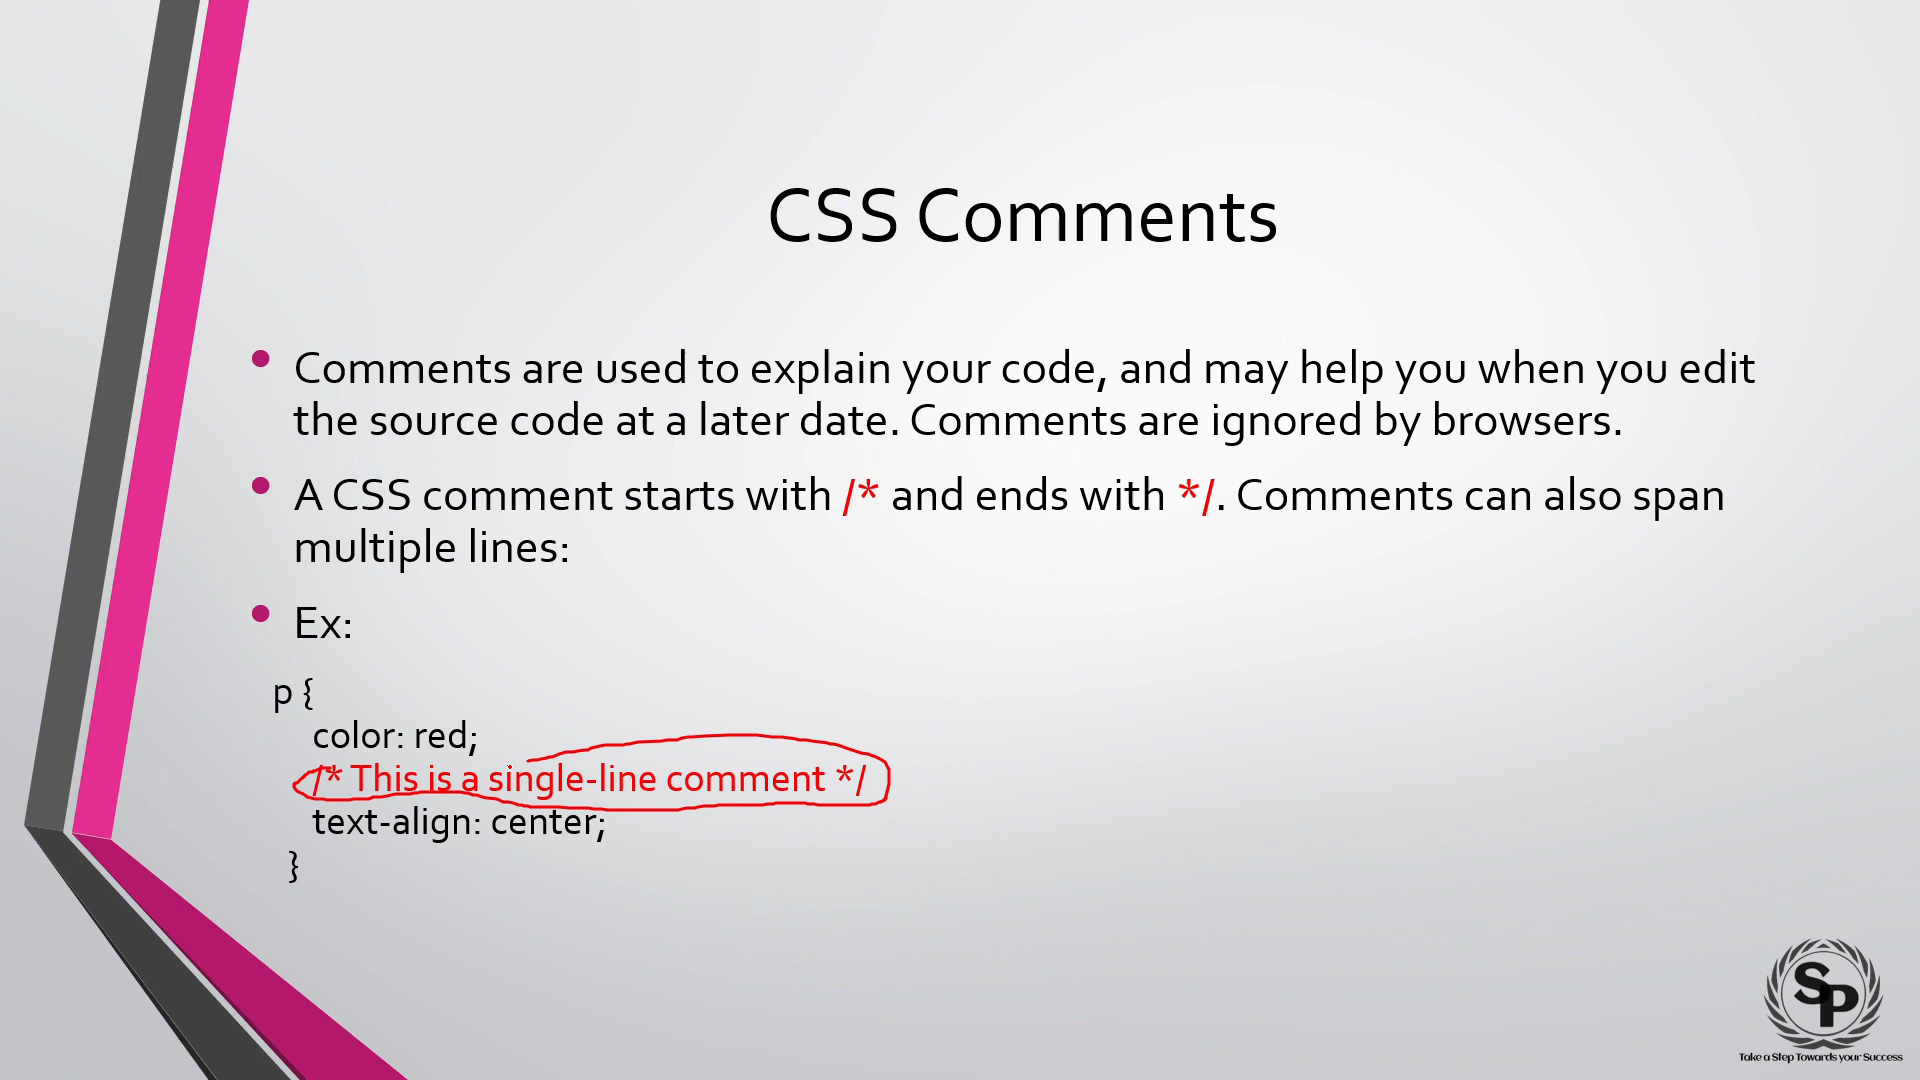 CSS Comments
Comments are used to explain your code, and may help you when you edit
the source code at a later date. Comments are ignored by browsers.
A CSS comment starts with /* and ends with */. Comments can also span
multiple lines:
Ex:
p {
color: red;
/* This is a single-line comment */
text-align: center;
}
SP
Take a Step Towards your Success